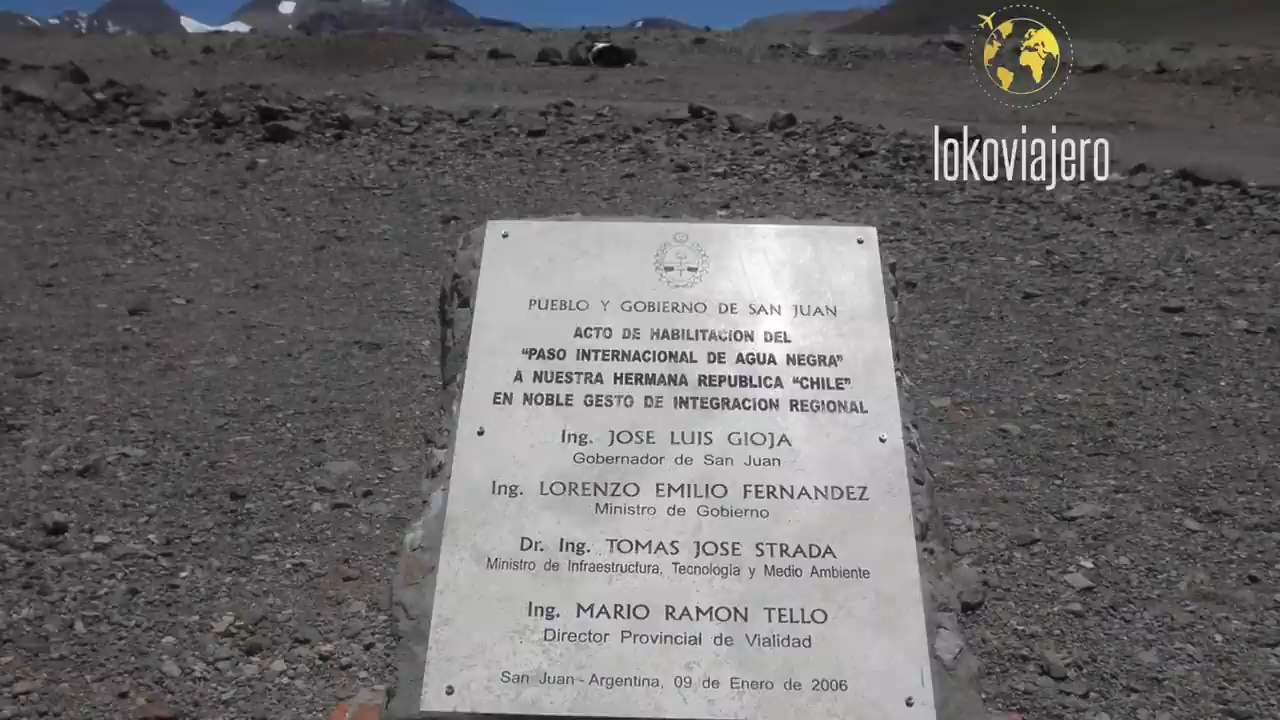 lokoviajero
PUEBLO Y GOBIERNO DE SAN JUAN
ACTO DE HABILITACION DEL
"PASO INTERNACIONAL DE AGUA NEGRA"
A NUESTRA HERMANA REPUBLICA "CHILE"
EN NOBLE GESTO DE INTEGRACION REGIONAL
Ing. JOSE LUIS GIOJA
Gobernador de San Juan
Ing. LORENZO EMILIO FERNANDEZ
Ministro de Gobierno
Dr. Ing. TOMAS JOSE STRADA
Ministro de Infraestructura, Tecnología y Medio Ambiente
Ing. MARIO RAMON TELLO
Director Provincial de Vialidad
San Juan - Argentina, 09 de Enero de 2006